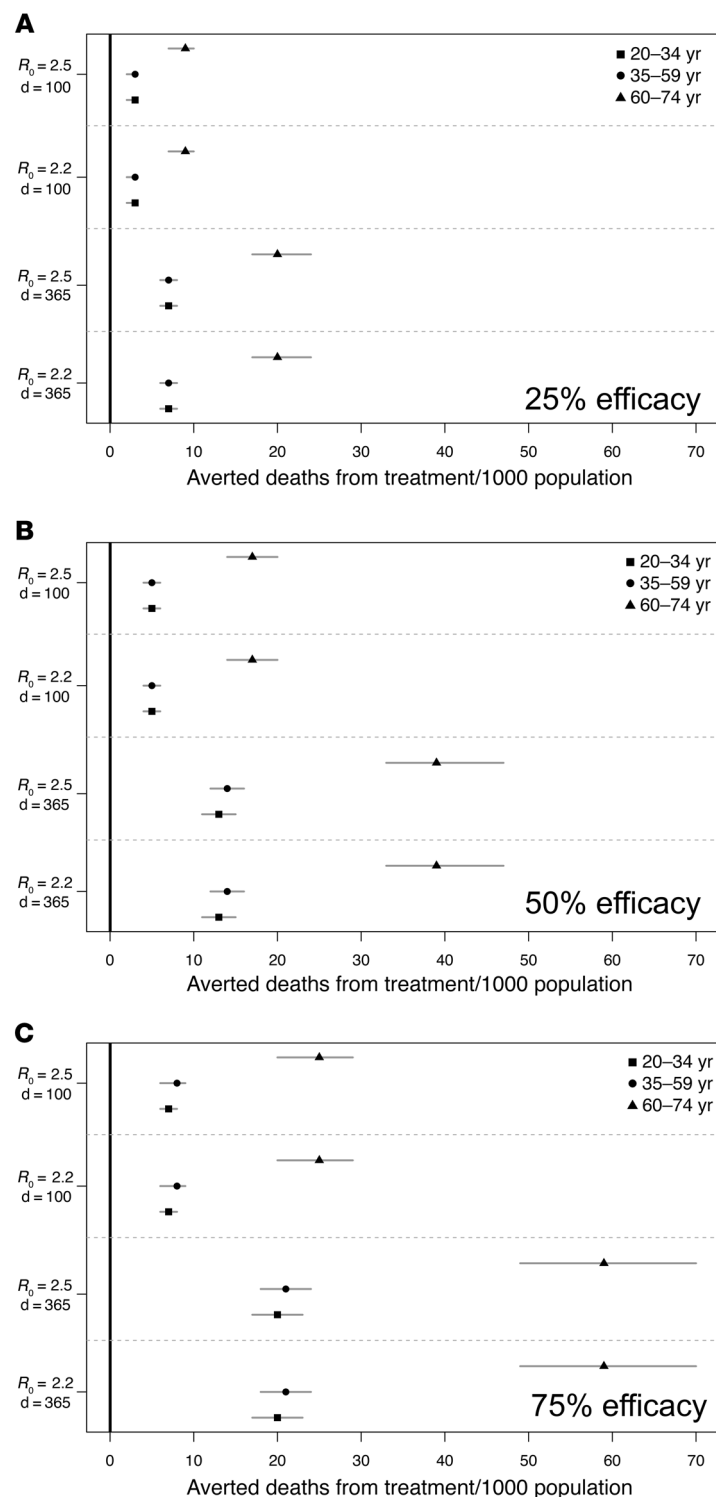 A
R0 = 2.5
d = 100
R0 = 2.2
d = 100
R0 = 2.5
d = 365
R0 = 2.2
d = 365
20–34 yr
35–59 yr
60–74 yr
25% efficacy
0 10 20 30 40 50 60 70
Averted deaths from treatment/1000 population
B
R0 = 2.5
d = 100
R0 = 2.2
d = 100
R0 = 2.5
d = 365
R0 = 2.2
d = 365
20–34 yr
35–59 yr
60–74 yr
50% efficacy
0 10 20 30 40 50 60 70
Averted deaths from treatment/1000 population
C
R0 = 2.5
d = 100
R0 = 2.2
d = 100
R0 = 2.5
d = 365
R0 = 2.2
d = 365
20–34 yr
35–59 yr
60–74 yr
75% efficacy
0 10 20 30 40 50 60 70
Averted deaths from treatment/1000 population